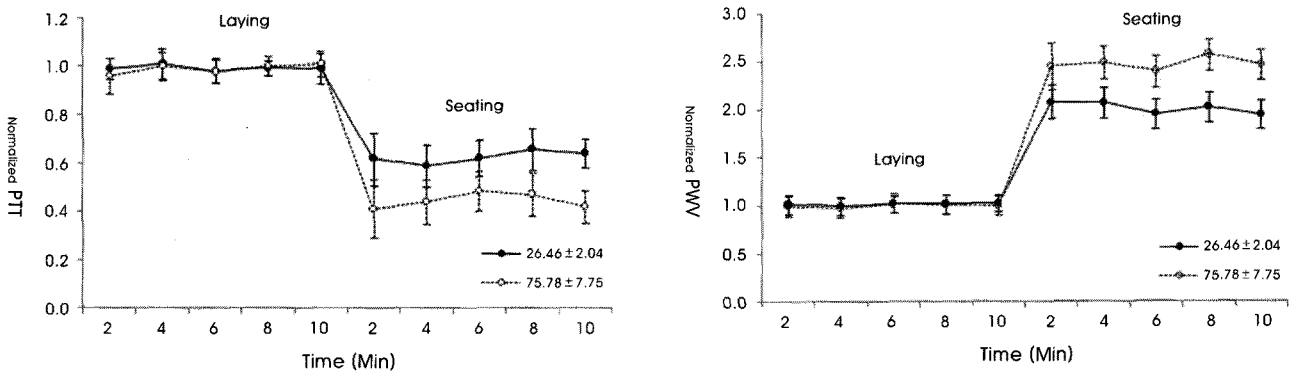 1.2
1.0
0.8
0.6
0.4
0.2
0.0
Normalized PTT
Laying
Seating
26.46±2.04
75.78±7.75
2 4 6 8 10 2 4 6 8 10
Time (Min)
3.0
2.5
2.0
1.5
1.0
0.5
0.0
Normalized PWV
Seating
Laying
26.46±2.04
75.78±7.75
2 4 6 8 10 2 4 6 8 10
Time (Min)